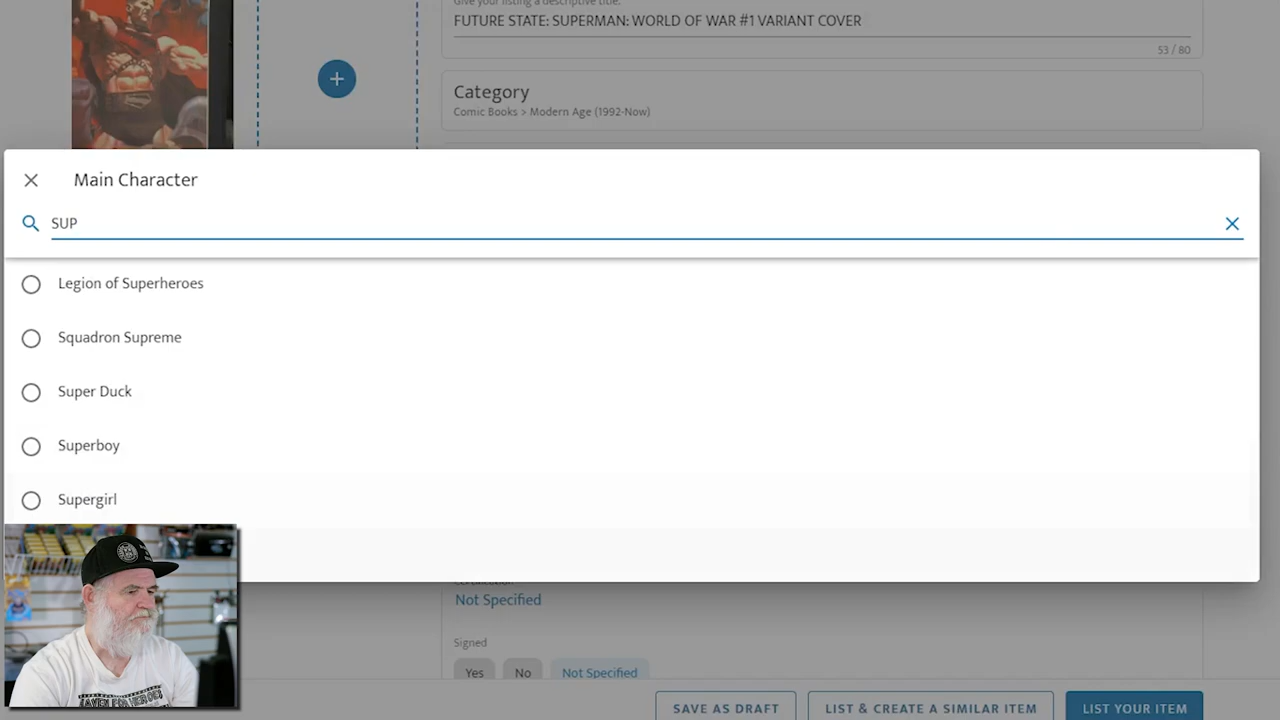 Give your listing a descriptive title.
FUTURE STATE: SUPERMAN: WORLD OF WAR #1 VARIANT COVER
53 / 80
Category
Comic Books > Modern Age (1992-Now)
Main Character
SUP
Legion of Superheroes
Squadron Supreme
Super Duck
Superboy
Supergirl
Not Specified
Signed
Yes
No
Not Specified
SAVE AS DRAFT
LIST & CREATE A SIMILAR ITEM
LIST YOUR ITEM